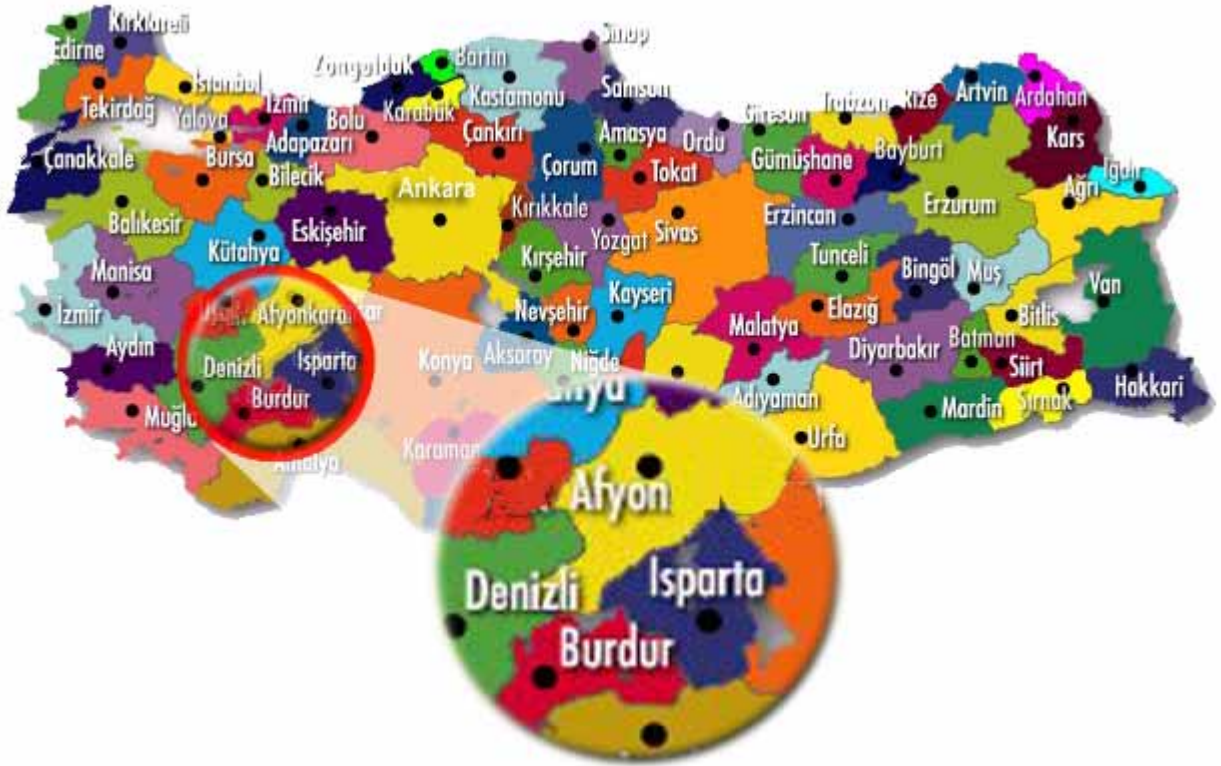 Kırklareli
Edirne
Tekirdağ
İstanbul
Yalova
İzmit
Adapazarı
Bolu
Zonguldak
Bartın
Karabük
Kastamonu
Sinop
Samsun
Çankırı
Çorum
Amasya
Tokat
Ordu
Giresun
Trabzon
Rize
Artvin
Ardahan
Kars
Iğdır
Ağrı
Gümüşhane
Bayburt
Erzurum
Erzincan
Çanakkale
Bursa
Bilecik
Balıkesir
Eskişehir
Ankara
Kırıkkale
Yozgat
Sivas
Kütahya
Kırşehir
Tunceli
Bingöl
Muş
Van
Manisa
Nevşehir
Kayseri
Malatya
Elazığ
Bitlis
İzmir
Afyonkara
Konya
Aksaray
Niğde
Diyarbakır
Batman
Siirt
Aydın
Denizli
Isparta
Adıyaman
Mardin
Şırnak
Hakkari
Muğl
Burdur
Karaman
Urfa
Antalya
Afyon
Denizli
Isparta
Burdur